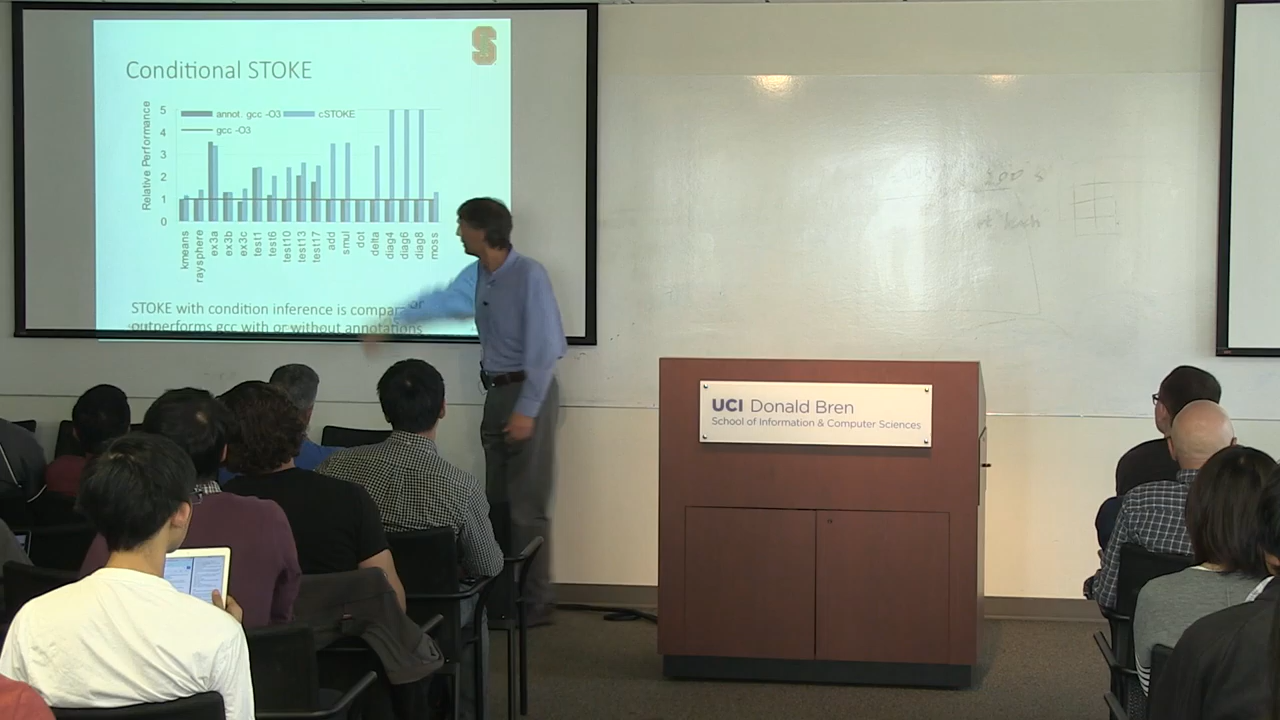 S
Conditional STOKE
Relative Performance
5
4
3
2
1
0
annot. gcc -O3
cSTOKE
gcc -O3
kmeans
raysphere
ex3a
ex3b
ex3c
test1
test6
test10
test13
test17
add
smul
dot
delta
diag4
diag6
diag8
moss
STOKE with condition inference is or
outperforms gcc with or without annotations
UCI Donald Bren
School of Information & Computer Sciences